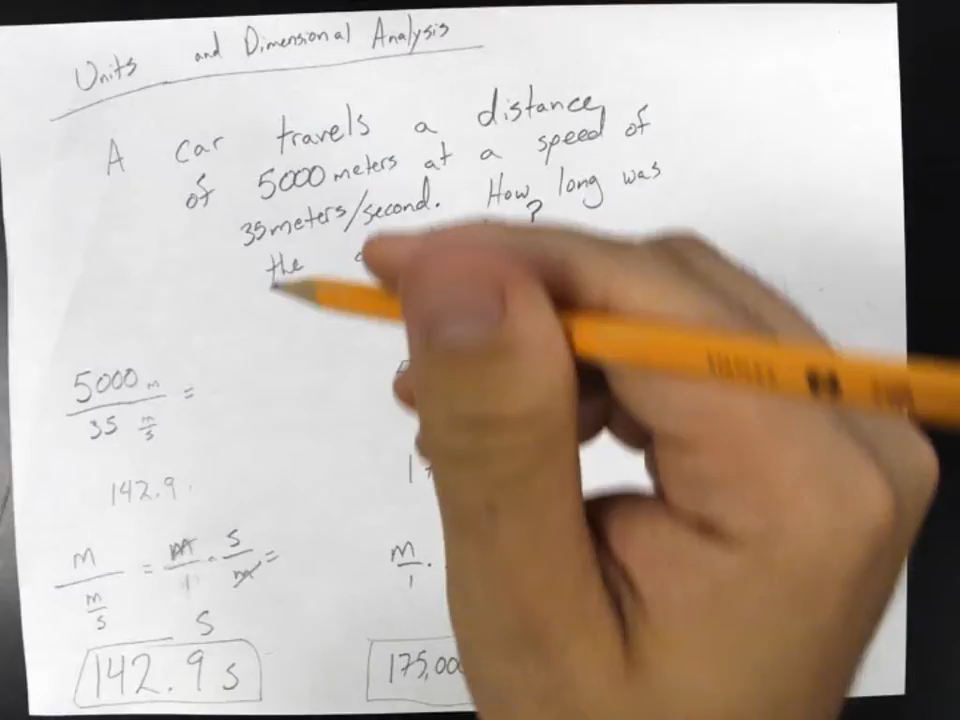 Units and Dimensional Analysis
A car travels a distance
of 5000 meters at a speed of
35 meters/second. How long was
the ?
5000 m
35 m/s =
142.9
m / m/s = m/1 · s/m =
s
142.9 s
m/1 ·
175,00